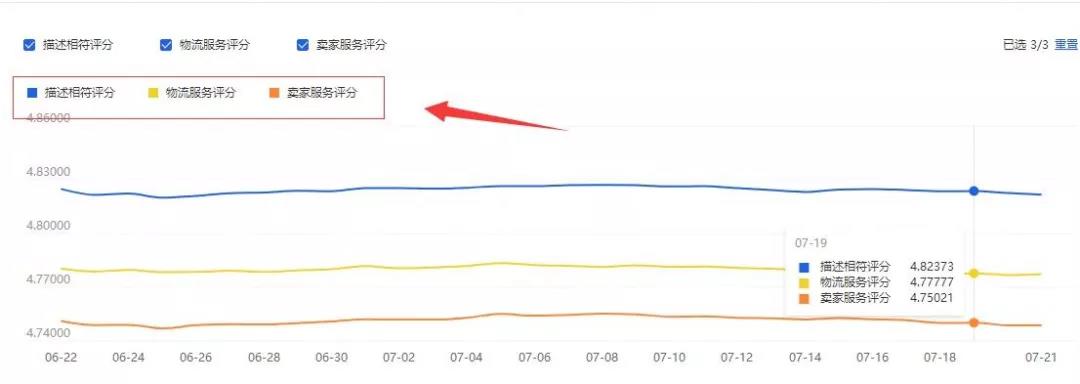 描述相符评分 物流服务评分 卖家服务评分 已选 3/3 重置
描述相符评分 物流服务评分 卖家服务评分
4.86000
4.83000
4.80000
07-19
描述相符评分 4.82373
4.77000 物流服务评分 4.77777
卖家服务评分 4.75021
4.74000
06-22 06-24 06-26 06-28 06-30 07-02 07-04 07-06 07-08 07-10 07-12 07-14 07-16 07-18 07-21